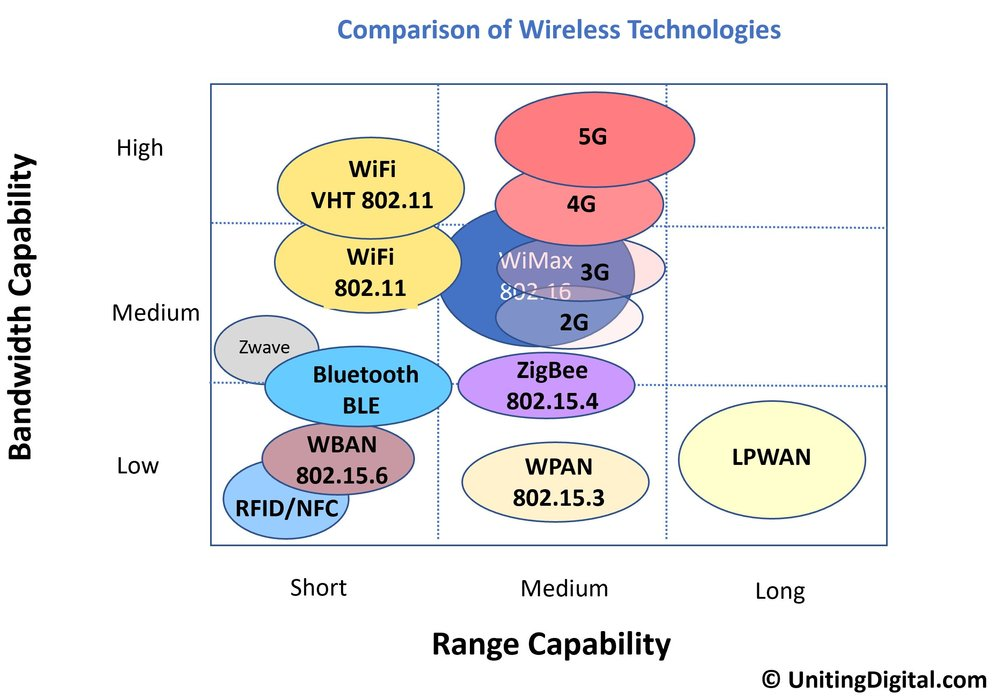 Comparison of Wireless Technologies
Bandwidth Capability
High
Medium
Low
5G
WiFi
VHT 802.11
4G
WiFi
802.11
WiMax
802.16
3G
2G
Zwave
Bluetooth
BLE
ZigBee
802.15.4
WBAN
802.15.6
RFID/NFC
WPAN
802.15.3
LPWAN
Short
Medium
Long
Range Capability
© UnitingDigital.com